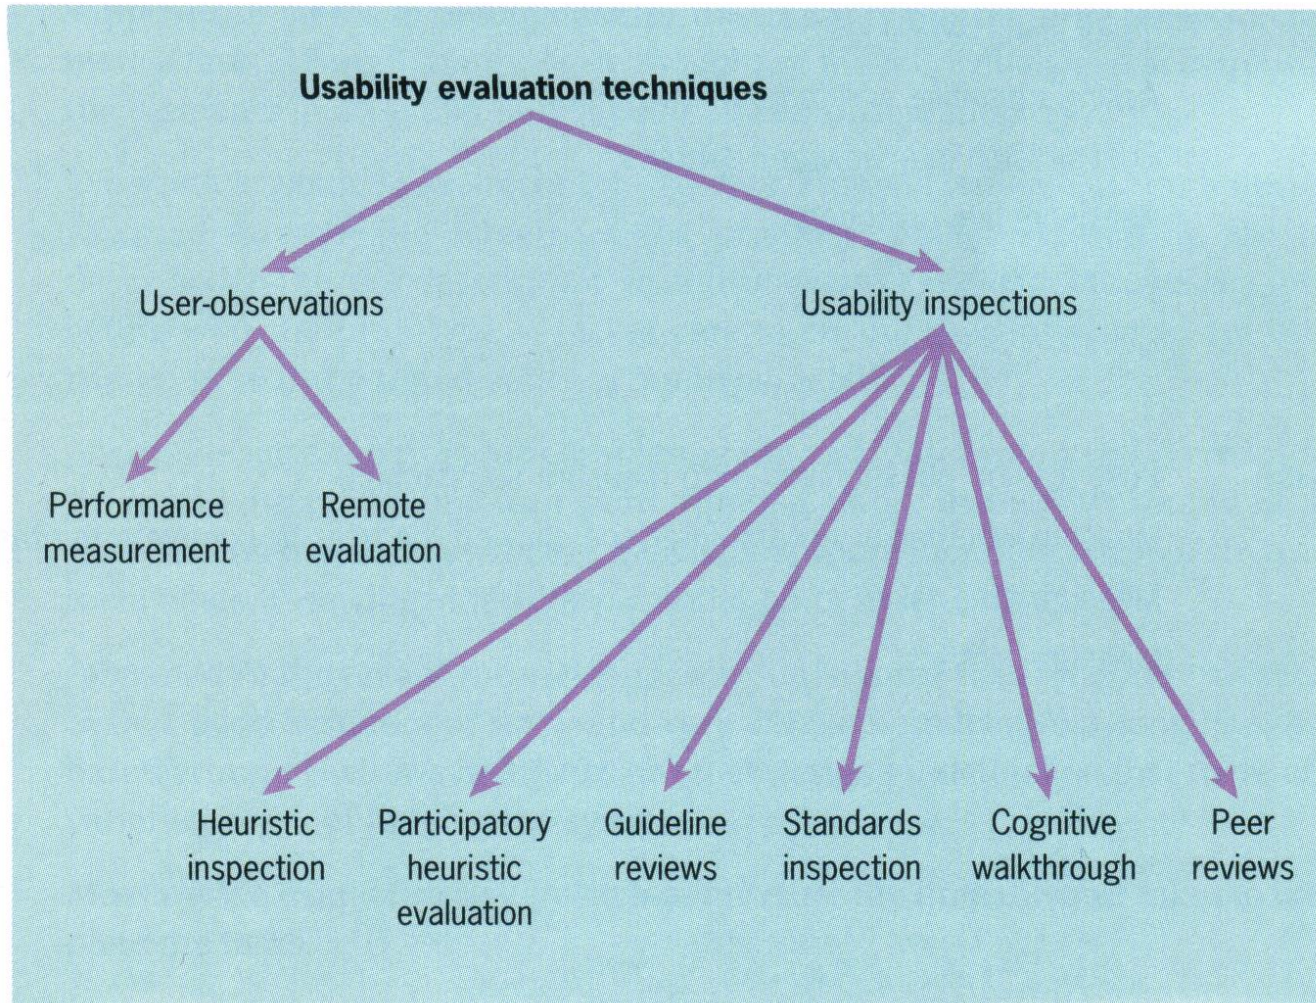 Usability evaluation techniques
User-observations
Usability inspections
Performance
measurement
Remote
evaluation
Heuristic
inspection
Participatory
heuristic
evaluation
Guideline
reviews
Standards
inspection
Cognitive
walkthrough
Peer
reviews